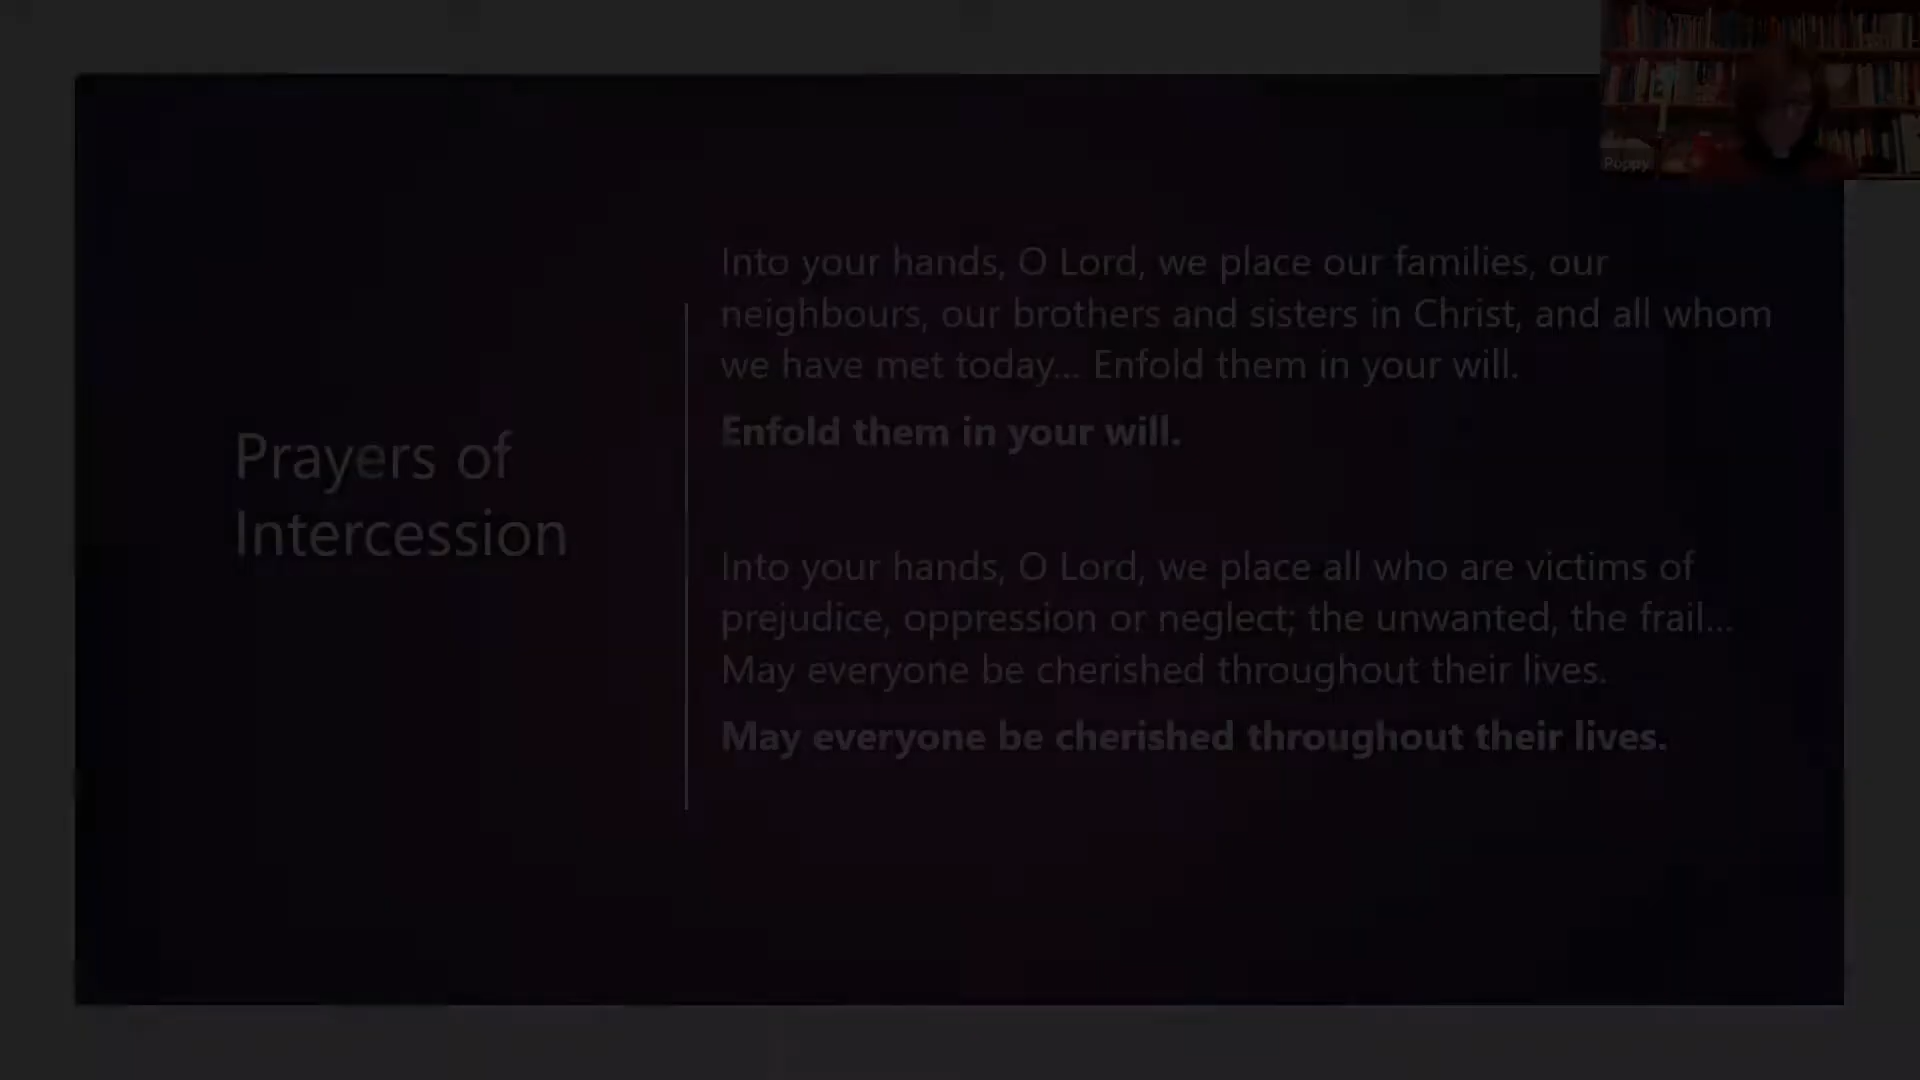 Poppy
Prayers of
Intercession
Into your hands, O Lord, we place our families, our
neighbours, our brothers and sisters in Christ, and all whom
we have met today... Enfold them in your will.
Enfold them in your will.
Into your hands, O Lord, we place all who are victims of
prejudice, oppression or neglect; the unwanted, the frail...
May everyone be cherished throughout their lives.
May everyone be cherished throughout their lives.